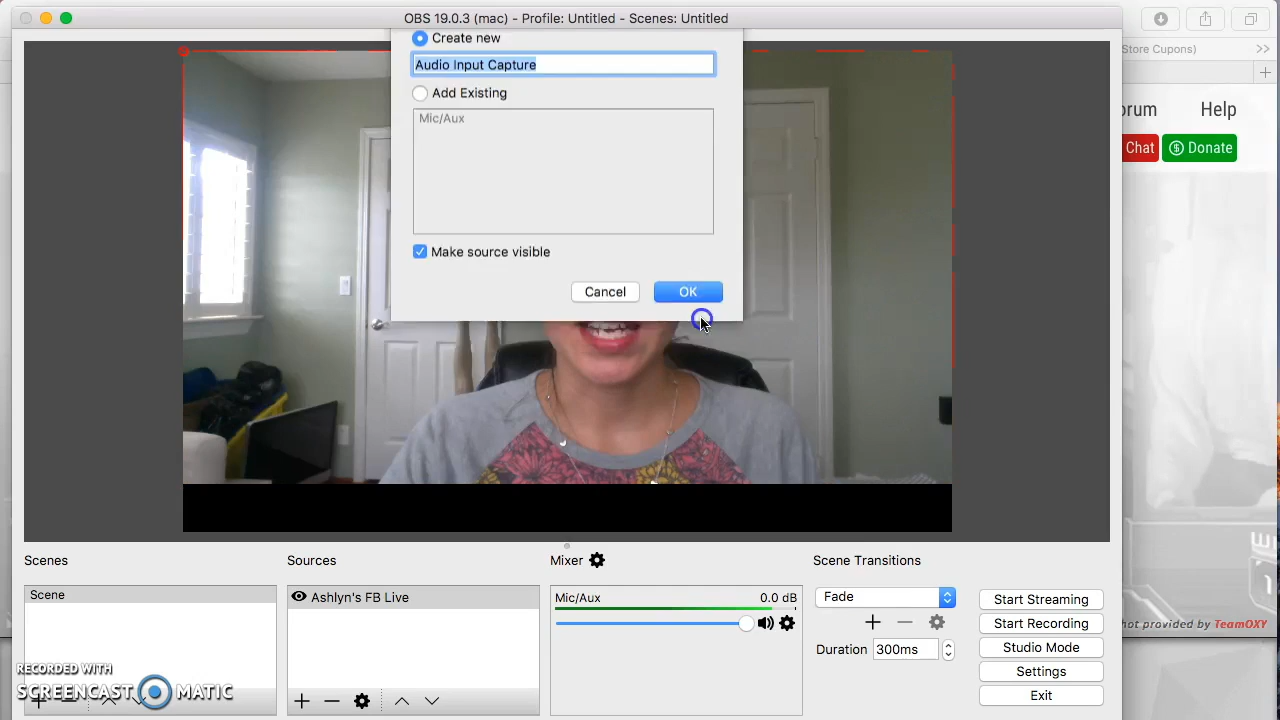 OBS 19.0.3 (mac) - Profile: Untitled - Scenes: Untitled
Create new
Audio Input Capture
Add Existing
Mic/Aux
Make source visible
Cancel
OK
Store Cupons)
>>
orum
Help
Chat
Donate
Scenes
Scene
Sources
Ashlyn's FB Live
Mixer
Mic/Aux
0.0 dB
Scene Transitions
Fade
Duration
300ms
Start Streaming
Start Recording
Studio Mode
Settings
Exit
hot provided by TeamOXY
RECORDED WITH
SCREENCAST MATIC